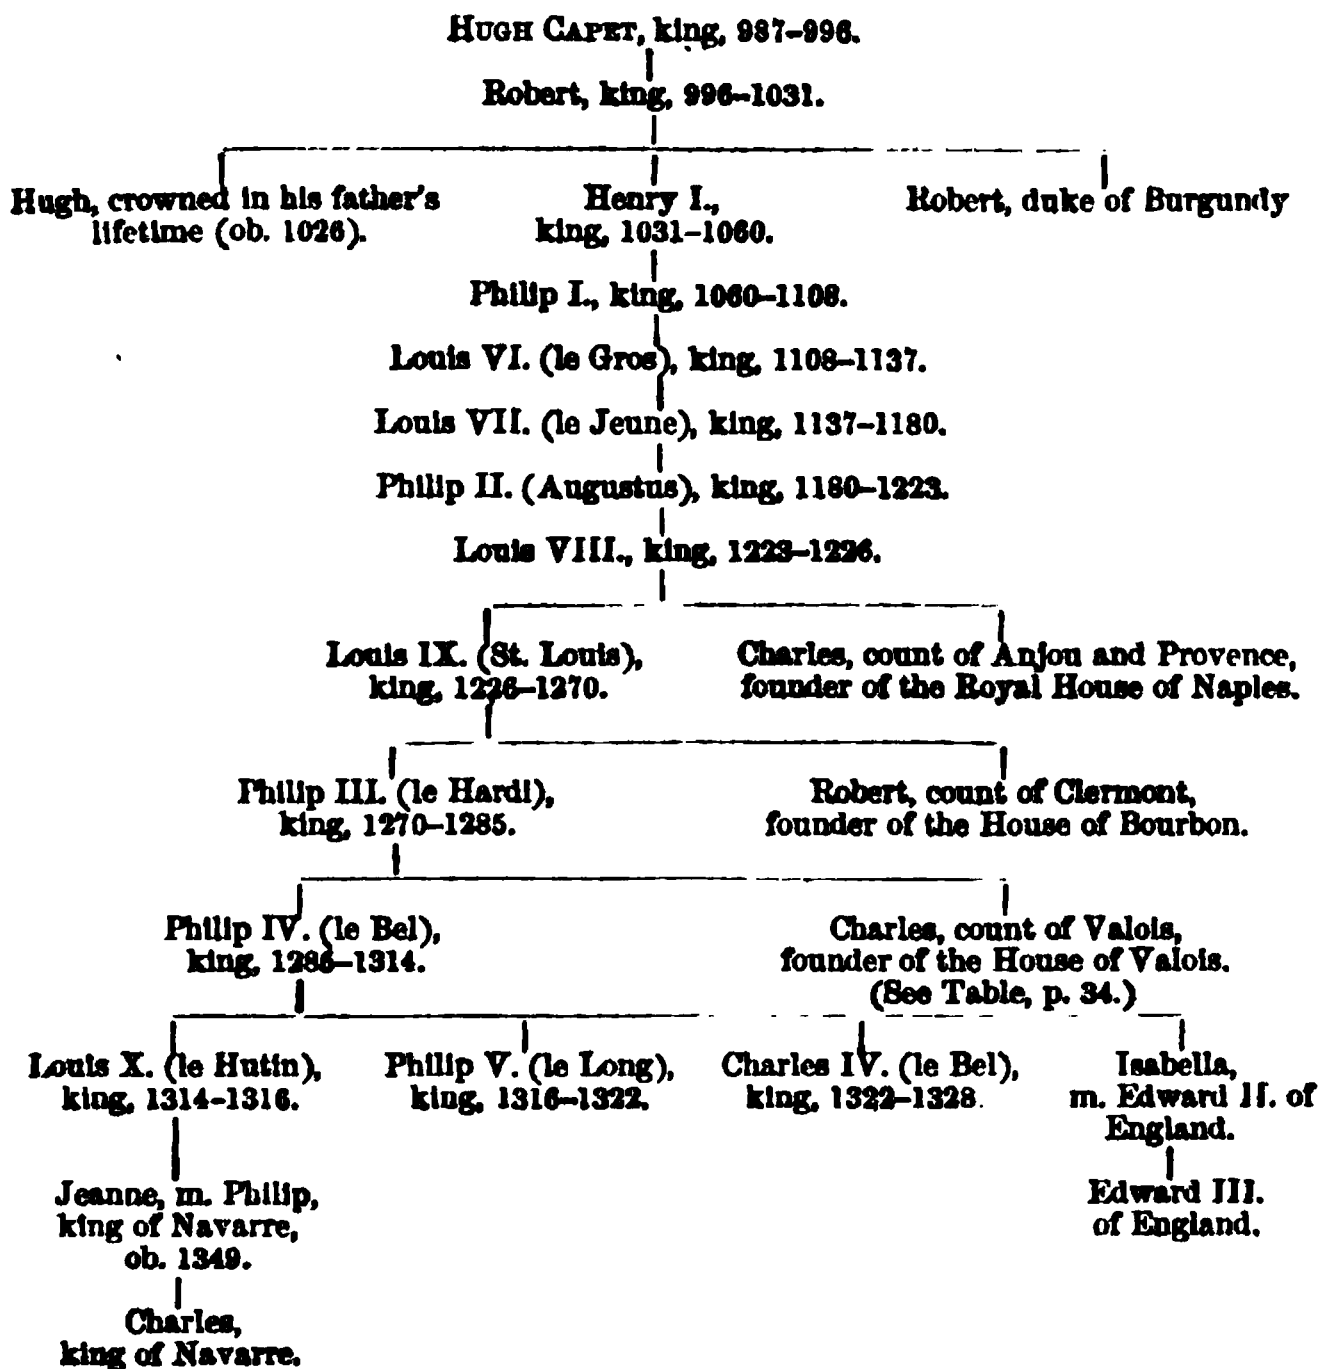 HUGH CAPET, king, 987–996.
Robert, king, 996–1031.
Hugh, crowned in his father's
lifetime (ob. 1026).
Henry I.,
king, 1031–1060.
Robert, duke of Burgundy
Philip I., king, 1060–1108.
Louis VI. (le Gros), king, 1108–1137.
Louis VII. (le Jeune), king, 1137–1180.
Philip II. (Augustus), king, 1180–1223.
Louis VIII., king, 1223–1226.
Louis IX. (St. Louis),
king, 1226–1270.
Charles, count of Anjou and Provence,
founder of the Royal House of Naples.
Philip III. (le Hardi),
king, 1270–1285.
Robert, count of Clermont,
founder of the House of Bourbon.
Philip IV. (le Bel),
king, 1286–1314.
Charles, count of Valois,
founder of the House of Valois.
(See Table, p. 34.)
Louis X. (le Hutin),
king, 1314–1316.
Philip V. (le Long),
king, 1316–1322.
Charles IV. (le Bel),
king, 1322–1328.
Isabella,
m. Edward II. of
England.
Jeanne, m. Philip,
king of Navarre,
ob. 1349.
Edward III.
of England.
Charles,
king of Navarre.